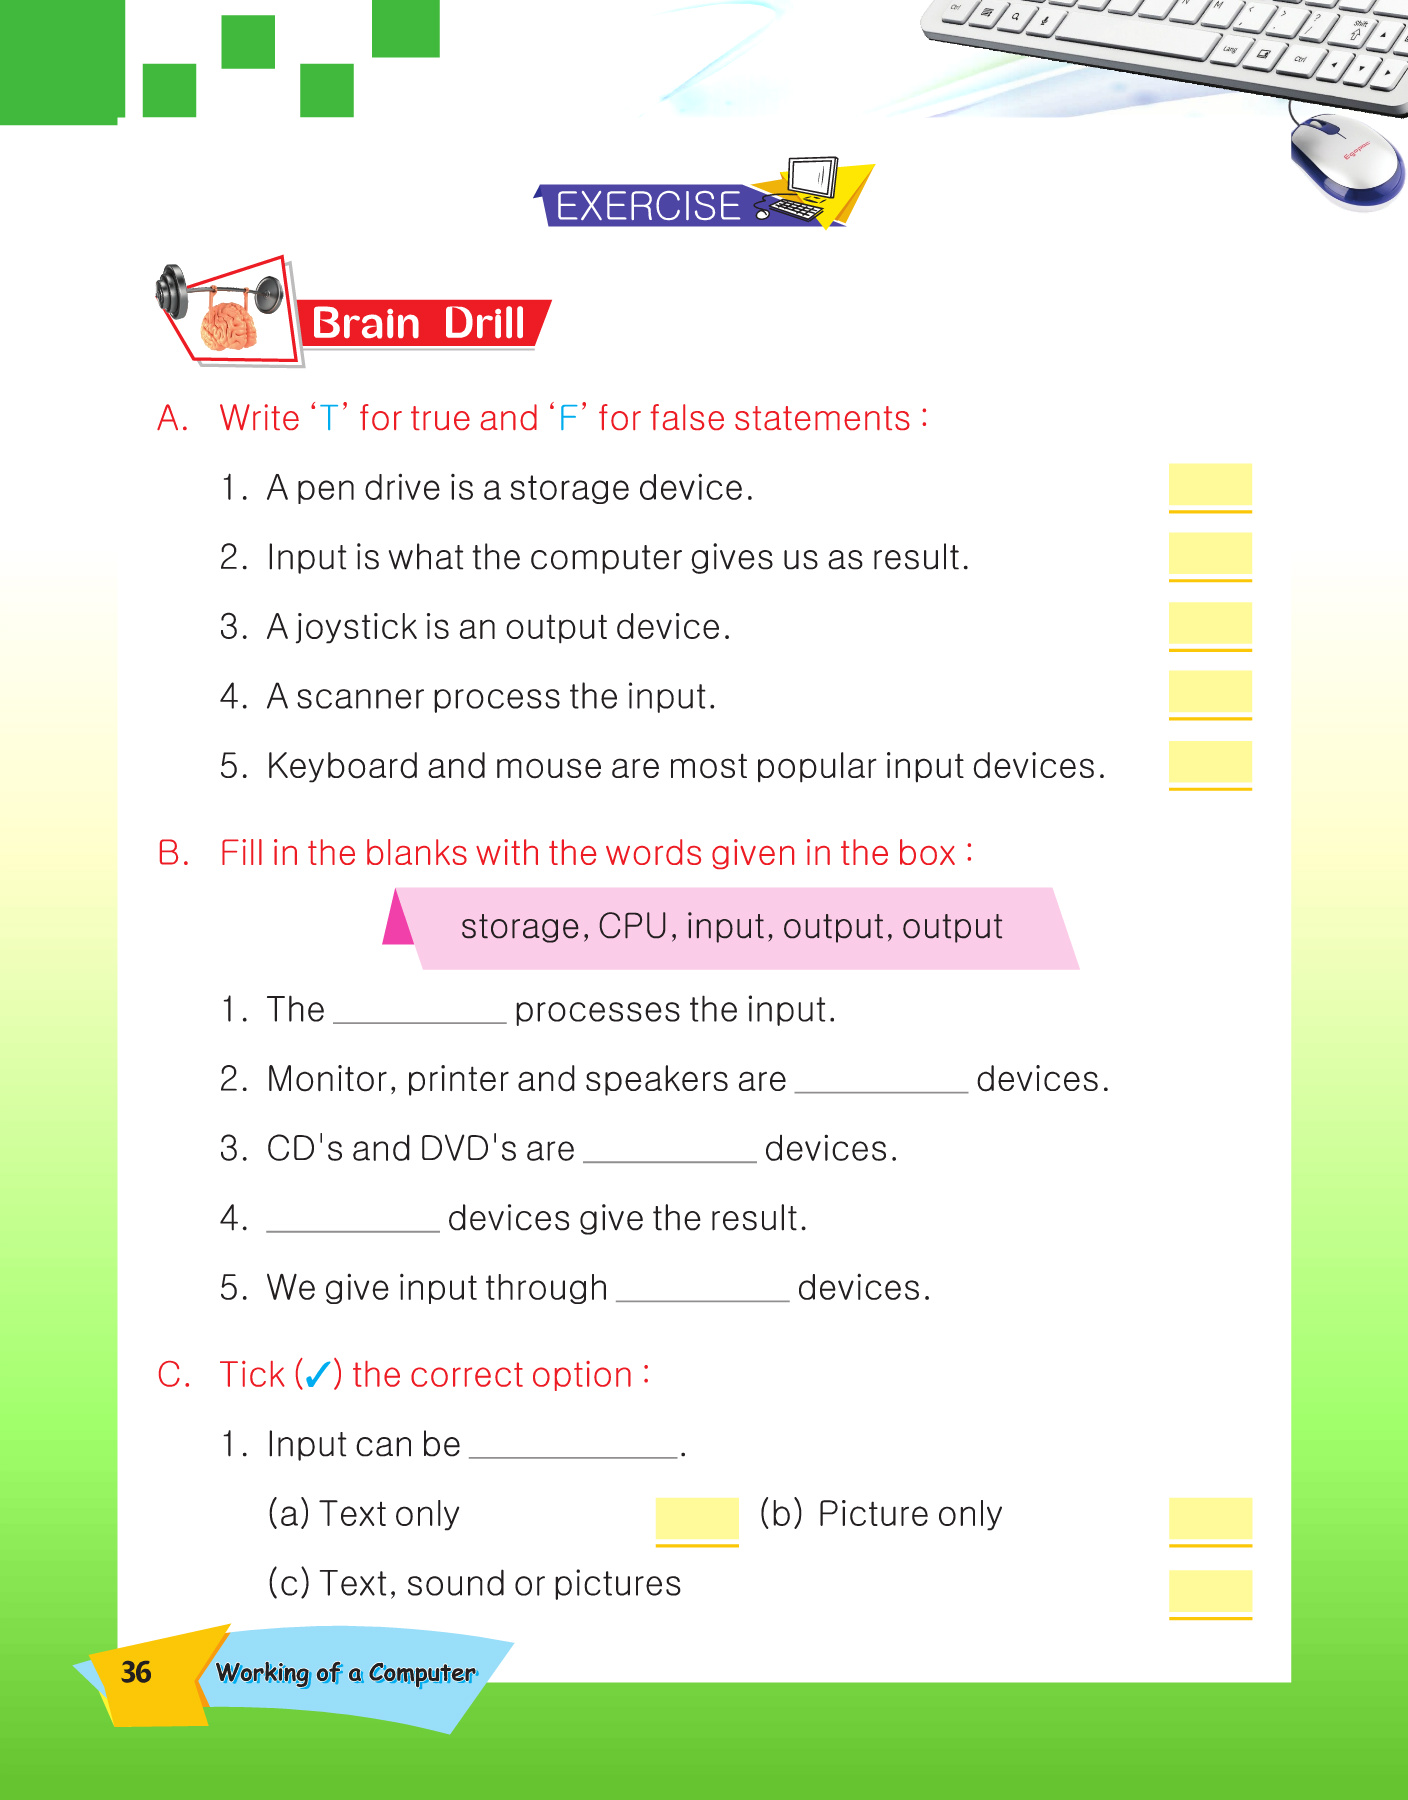 EXERCISE
Brain Drill
A. Write ‘T’ for true and ‘F’ for false statements :
1. A pen drive is a storage device.
2. Input is what the computer gives us as result.
3. A joystick is an output device.
4. A scanner process the input.
5. Keyboard and mouse are most popular input devices.
B. Fill in the blanks with the words given in the box :
storage, CPU, input, output, output
1. The __________ processes the input.
2. Monitor, printer and speakers are __________ devices.
3. CD's and DVD's are __________ devices.
4. __________ devices give the result.
5. We give input through __________ devices.
C. Tick (✓) the correct option :
1. Input can be ____________.
(a) Text only (b) Picture only
(c) Text, sound or pictures
36 Working of a Computer